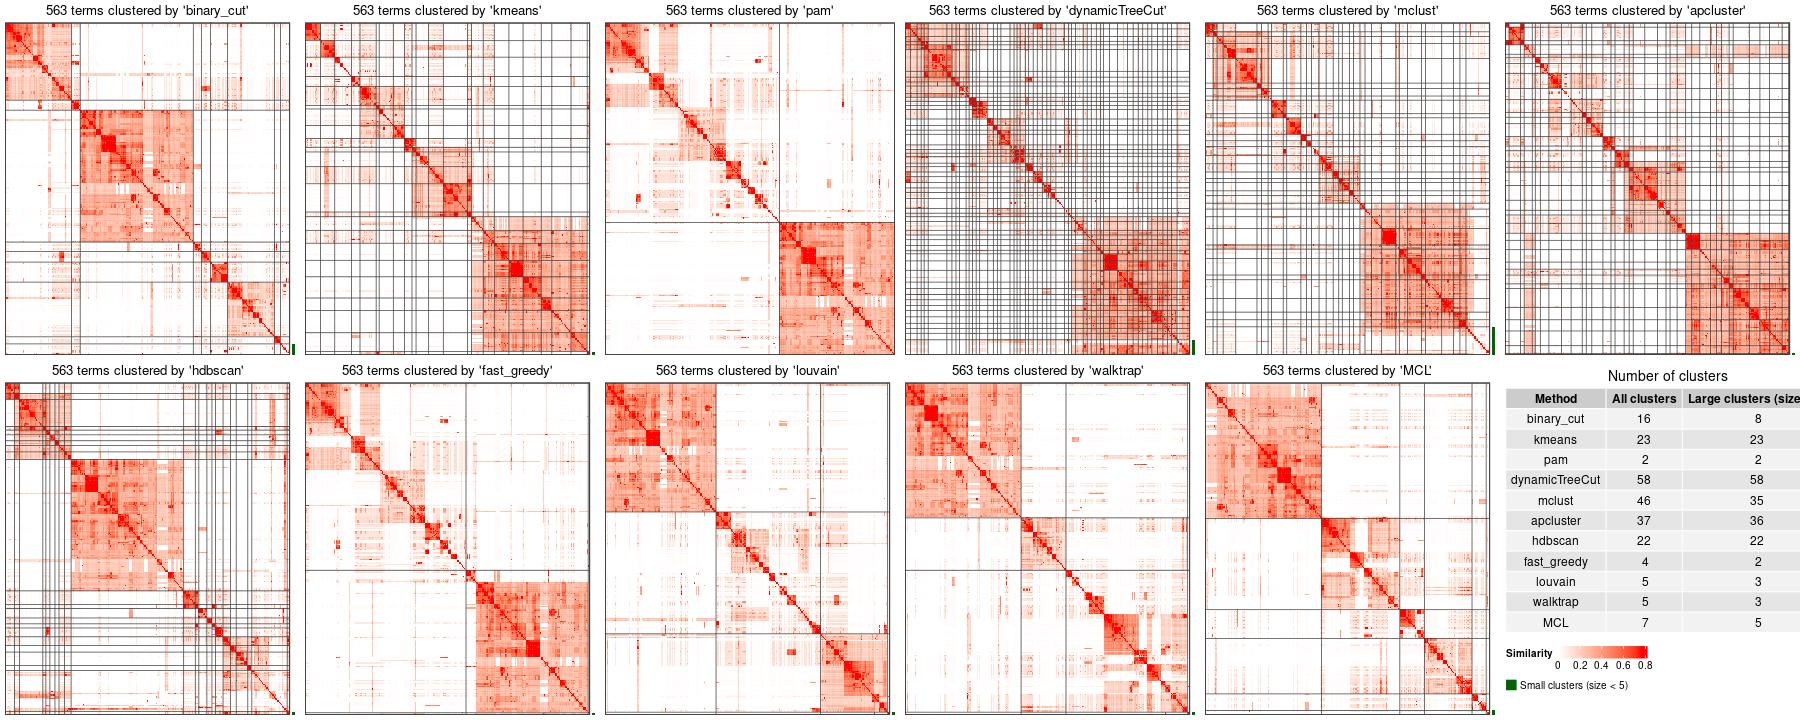 563 terms clustered by 'binary_cut'
563 terms clustered by 'kmeans'
563 terms clustered by 'pam'
563 terms clustered by 'dynamicTreeCut'
563 terms clustered by 'mclust'
563 terms clustered by 'apcluster'
563 terms clustered by 'hdbscan'
563 terms clustered by 'fast_greedy'
563 terms clustered by 'louvain'
563 terms clustered by 'walktrap'
563 terms clustered by 'MCL'
Number of clusters
Method All clusters Large clusters (size
binary_cut 16 8
kmeans 23 23
pam 2 2
dynamicTreeCut 58 58
mclust 46 35
apcluster 37 36
hdbscan 22 22
fast_greedy 4 2
louvain 5 3
walktrap 5 3
MCL 7 5
Similarity
0 0.2 0.4 0.6 0.8
Small clusters (size < 5)